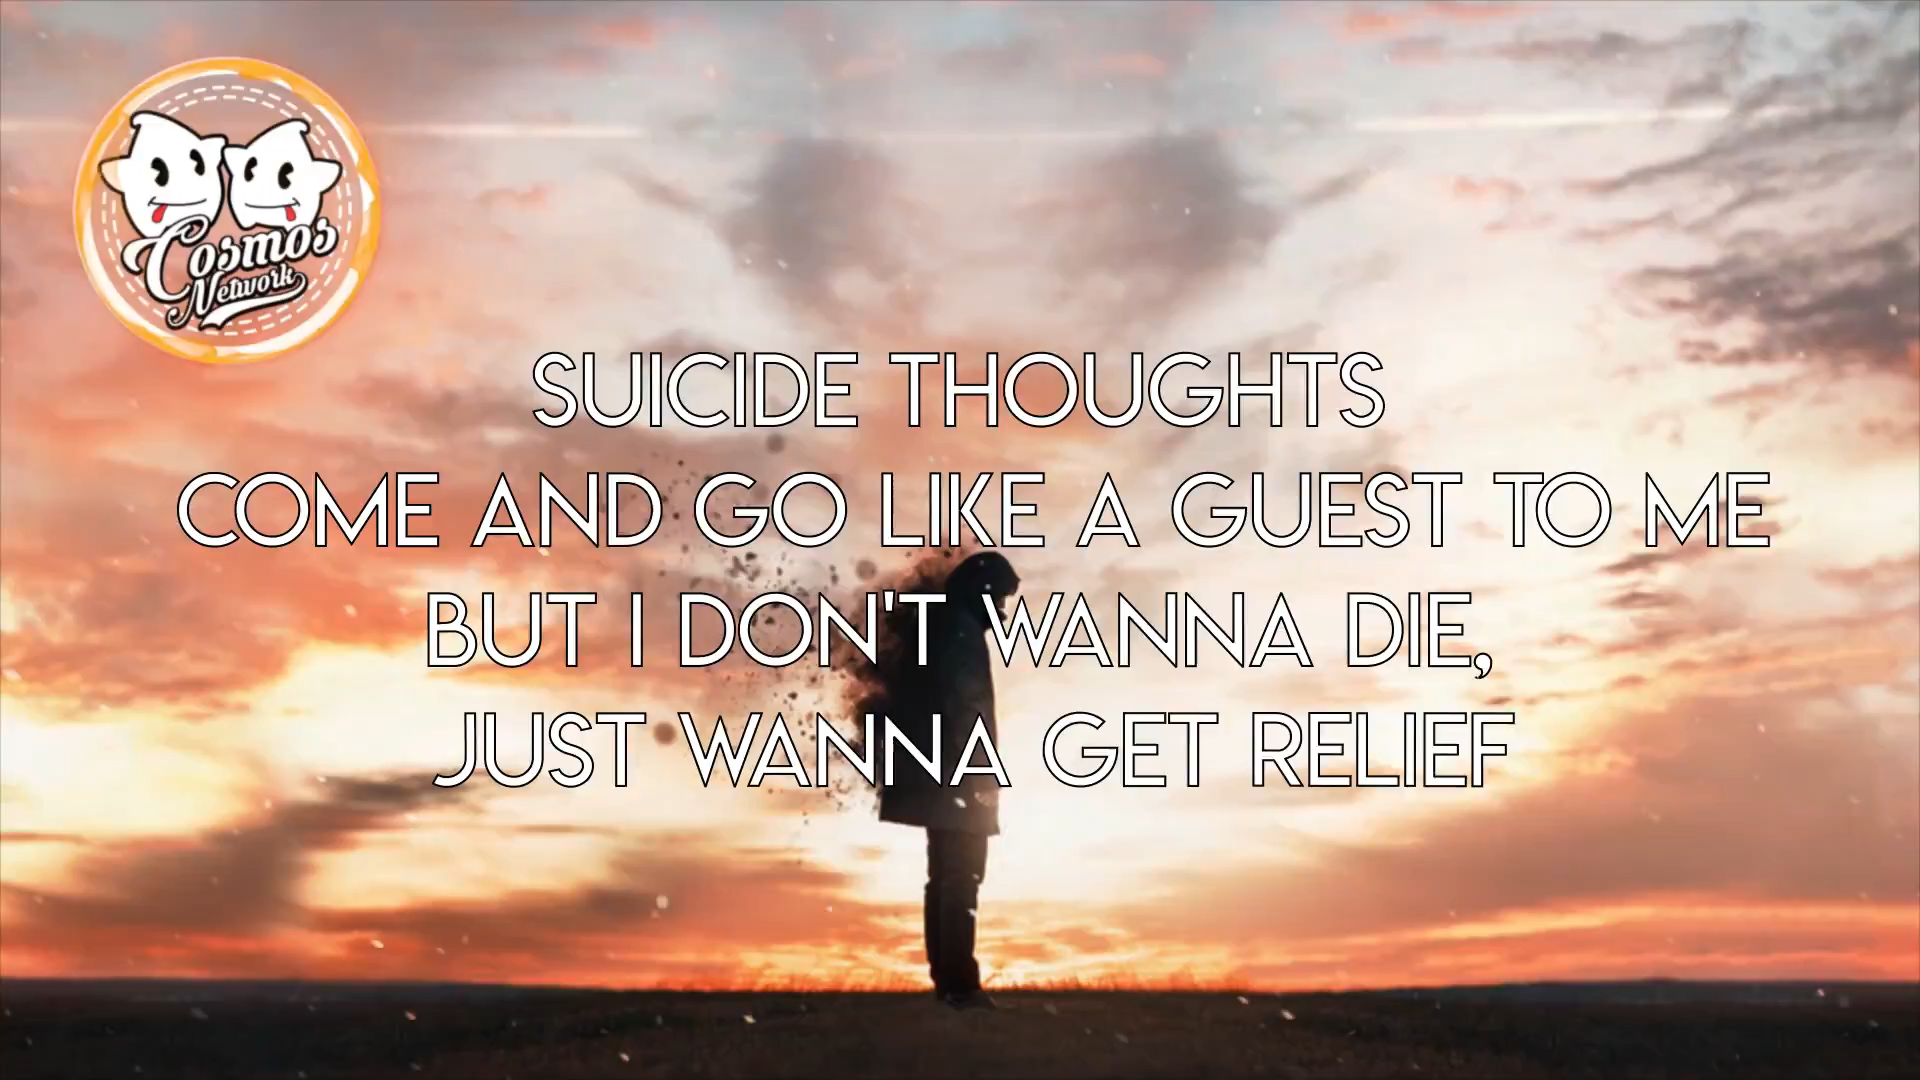 Cosmos
Network
SUICIDE THOUGHTS
COME AND GO LIKE A GUEST TO ME
BUT I DON'T WANNA DIE,
JUST WANNA GET RELIEF